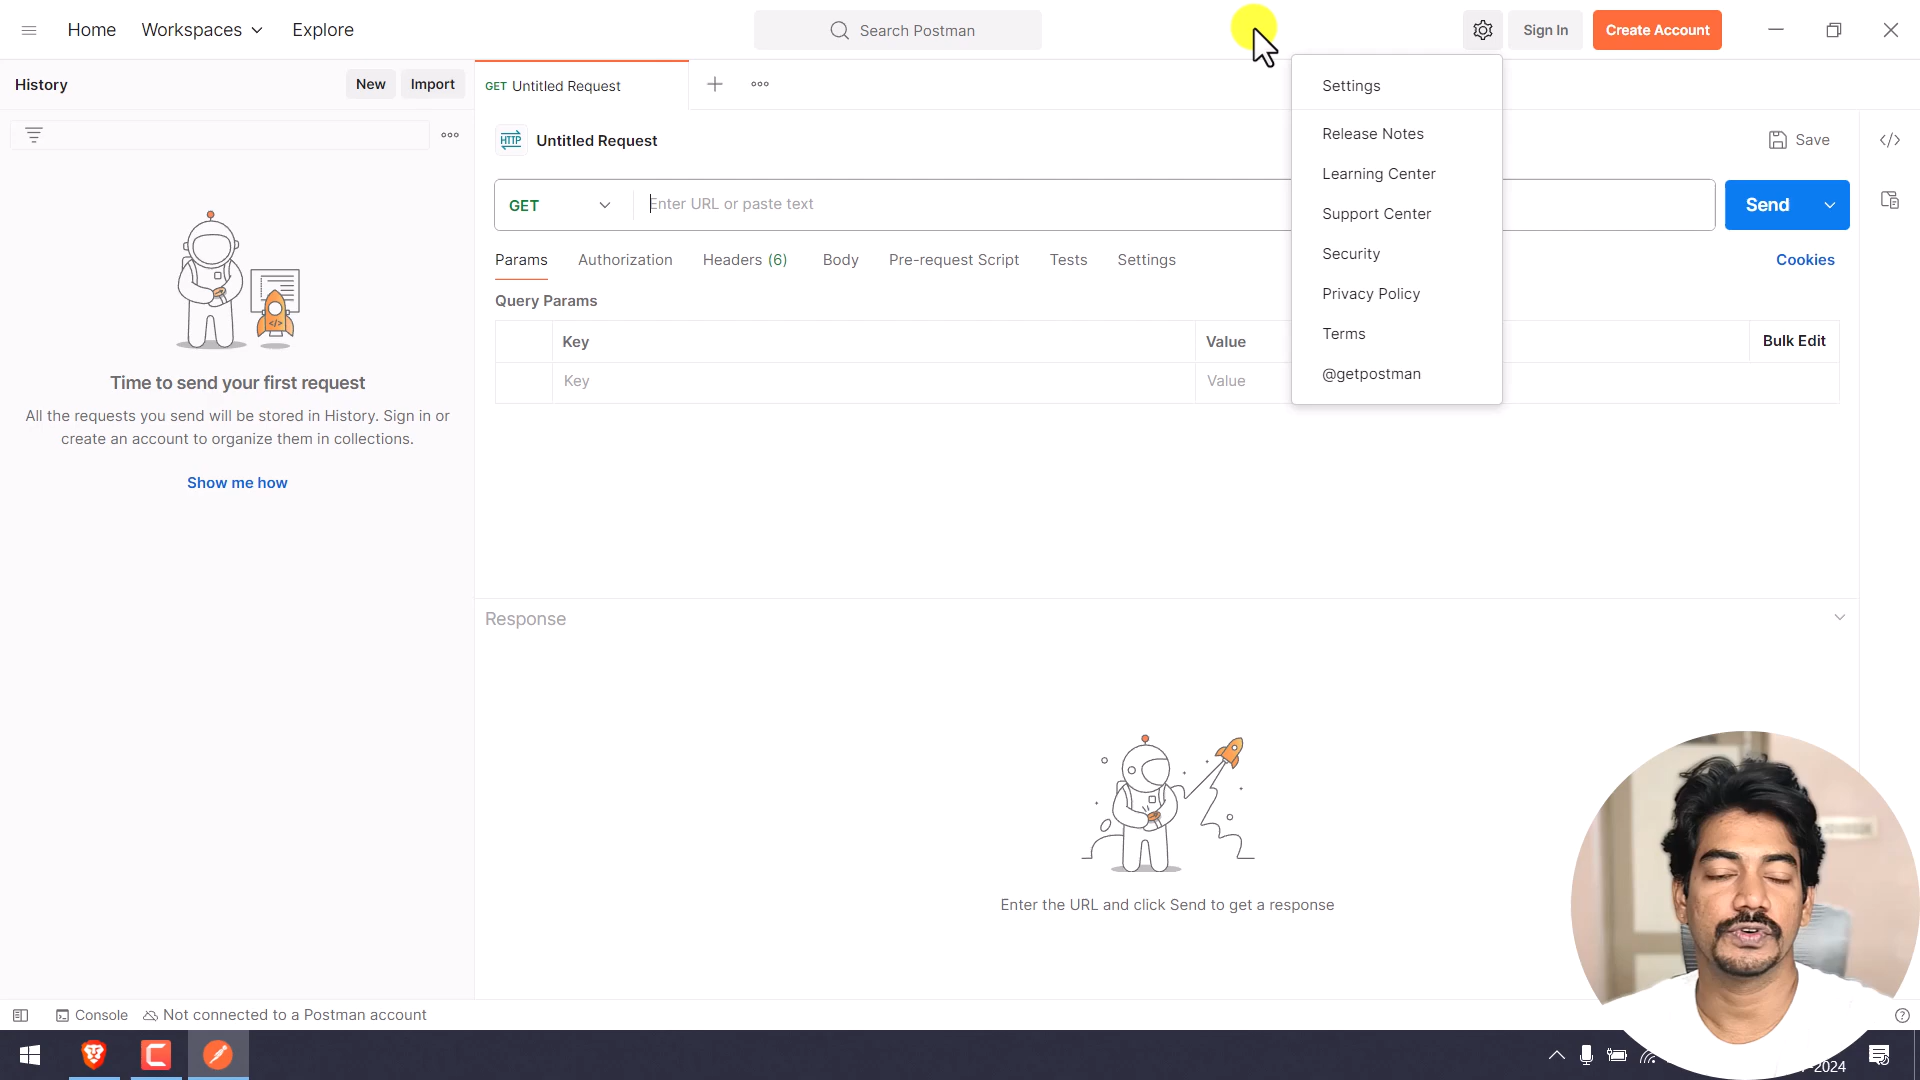 Home
Workspaces
Explore
Search Postman
Sign In
Create Account
History
New
Import
GET Untitled Request
Settings
Release Notes
Learning Center
Support Center
Security
Privacy Policy
Terms
@getpostman
HTTP
Untitled Request
Save
</>
GET
Enter URL or paste text
Send
Params
Authorization
Headers (6)
Body
Pre-request Script
Tests
Settings
Cookies
Query Params
Key
Value
Bulk Edit
Key
Value
</>
Time to send your first request
All the requests you send will be stored in History. Sign in or
create an account to organize them in collections.
Show me how
Response
Enter the URL and click Send to get a response
Console
Not connected to a Postman account
-2024